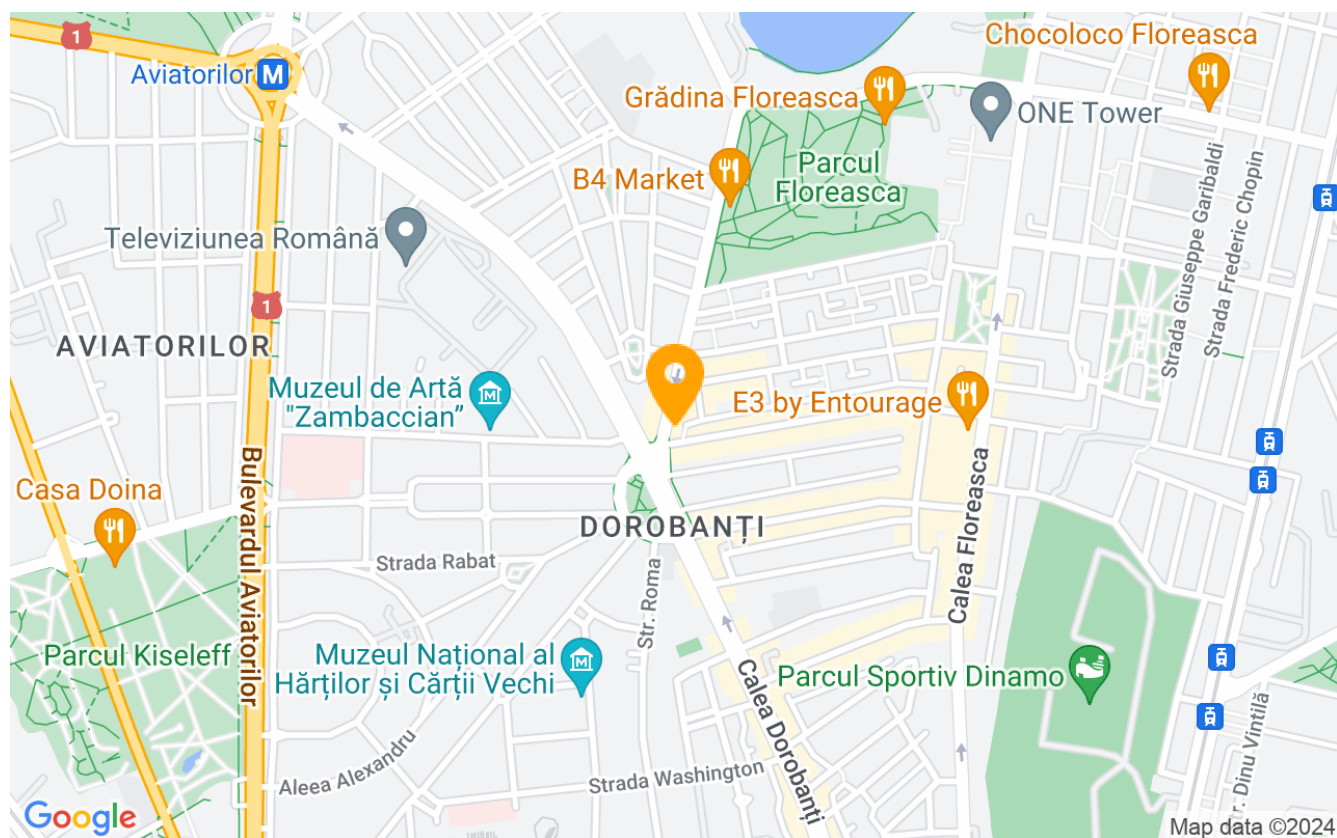 1
Aviatorilor
M
Chocoloco Floreasca
Grădina Floreasca
ONE Tower
B4 Market
Parcul
Floreasca
Strada Giuseppe Garibaldi
Strada Frederic Chopin
Televiziunea Română
1
AVIATORILOR
Muzeul de Artă
"Zambaccian”
M
E3 by Entourage
Bulevardul Aviatorilor
Calea Floreasca
Casa Doina
DOROBANȚI
Strada Rabat
Str. Roma
Parcul Kiseleff
Muzeul Național al
Hărților și Cărții Vechi
M
Calea Dorobanți
Parcul Sportiv Dinamo
Aleea Alexandru
Strada Washington
Str. Dinu Vintilă
Google
Map data ©2024